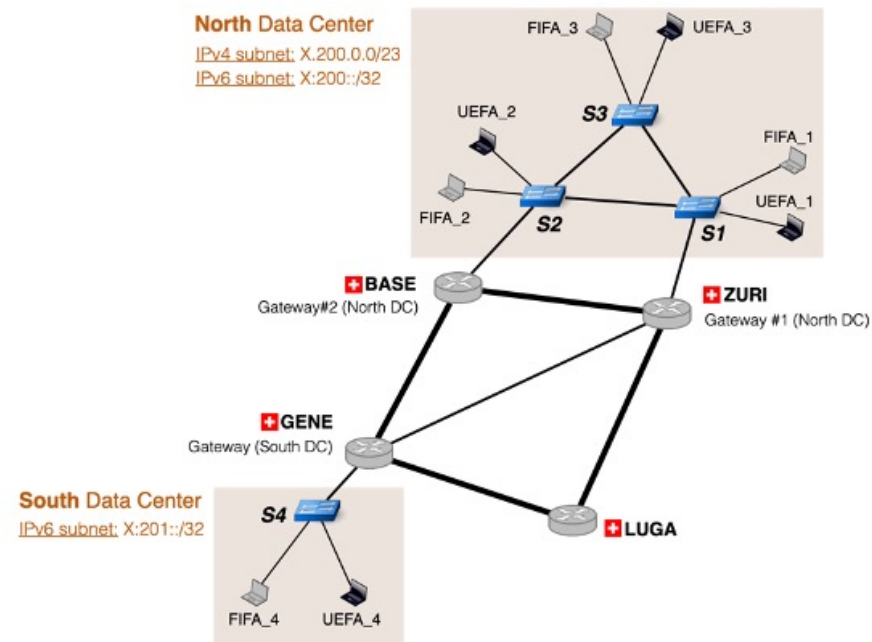 North Data Center
IPv4 subnet: X.200.0.0/23
IPv6 subnet: X:200::/32
FIFA_3
UEFA_3
S3
UEFA_2
FIFA_1
FIFA_2
UEFA_1
S2
S1
BASE
Gateway#2 (North DC)
ZURI
Gateway #1 (North DC)
GENE
Gateway (South DC)
South Data Center
IPv6 subnet: X:201::/32
S4
LUGA
FIFA_4
UEFA_4